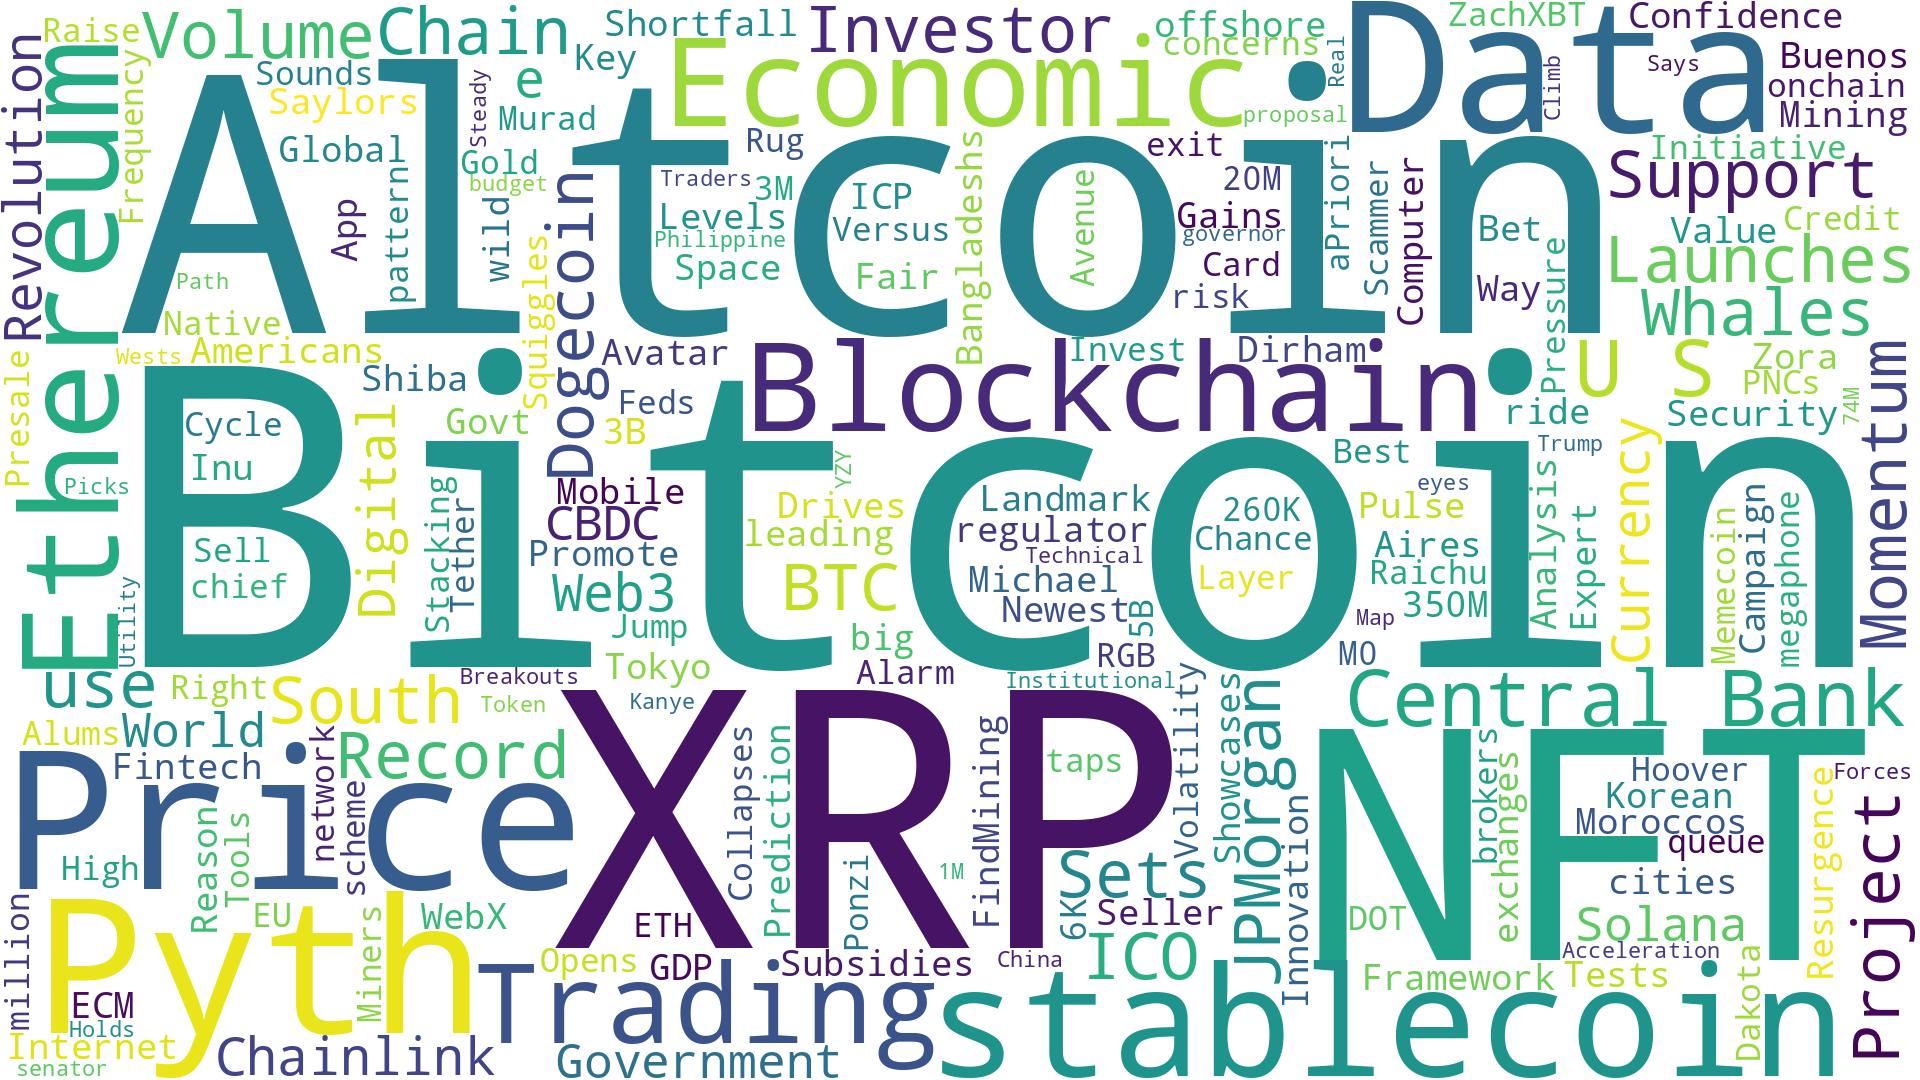 Raise
Volume
Chain
Shortfall
Investor
offshore
Data
ZachXBT
Confidence
Revolution
Ethereum
Frequency
Sounds
e
Key
Economic
concerns
Real
Climb
Says
Buenos
Saylors
Steady
Murad
proposal
onchain
Mining
Altcoin
Global
pattern
App
Gold
budget
wild
Rug
Traders
3M
ICP
Bangladeshs
Avenue
exit
20M
aPriori
Scammer
Computer
Initiative
Support
Levels
Versus
Gains
governor
Bet
Value
Credit
Philippine
Space
Fair
Card
risk
Way
Pressure
Launches
Whales
Path
Native
Squiggles
Dogecoin
Wests
Americans
Avatar
Blockchain
Invest
Dirham
U S
Zora
PNCs
74M
Momentum
Presale
Shiba
Feds
3B
Govt
ride
Security
Cycle
Inu
Digital
Bitcoin
YZY
Best
Trump
Currency
Picks
Stacking
Tether
Mobile
CBDC
Drives
leading
Landmark
regulator
Technical
260K
Chance
Pulse
eyes
Aires
Analysis
Expert
Memecoin
Campaign
megaphone
Sell
chief
Promote
Web3
BTC
Michael
Newest
5B
Layer
Raichu
350M
Utility
Jump
big
Map
RGB
MO
Tokyo
Alarm
use
Right
South
Breakouts
Token
Kanye
Institutional
Volatility
Showcases
JPMorgan
Central Bank
Alums
World
Fintech
network
scheme
Record
XRP
Collapses
Prediction
FindMining
taps
NFT
brokers
exchanges
Hoover
Korean
Moroccos
queue
Resurgence
Forces
Project
Price
High
Reason
Tools
Ponzi
1M
Sets
6K
Seller
Innovation
cities
million
Pyth
EU
Miners
WebX
ETH
DOT
Solana
ECM
Holds
Trading
Opens
GDP
Subsidies
China
ICO
Framework
Acceleration
Tests
Dakota
Internet
senator
Chainlink
Government
stablecoin